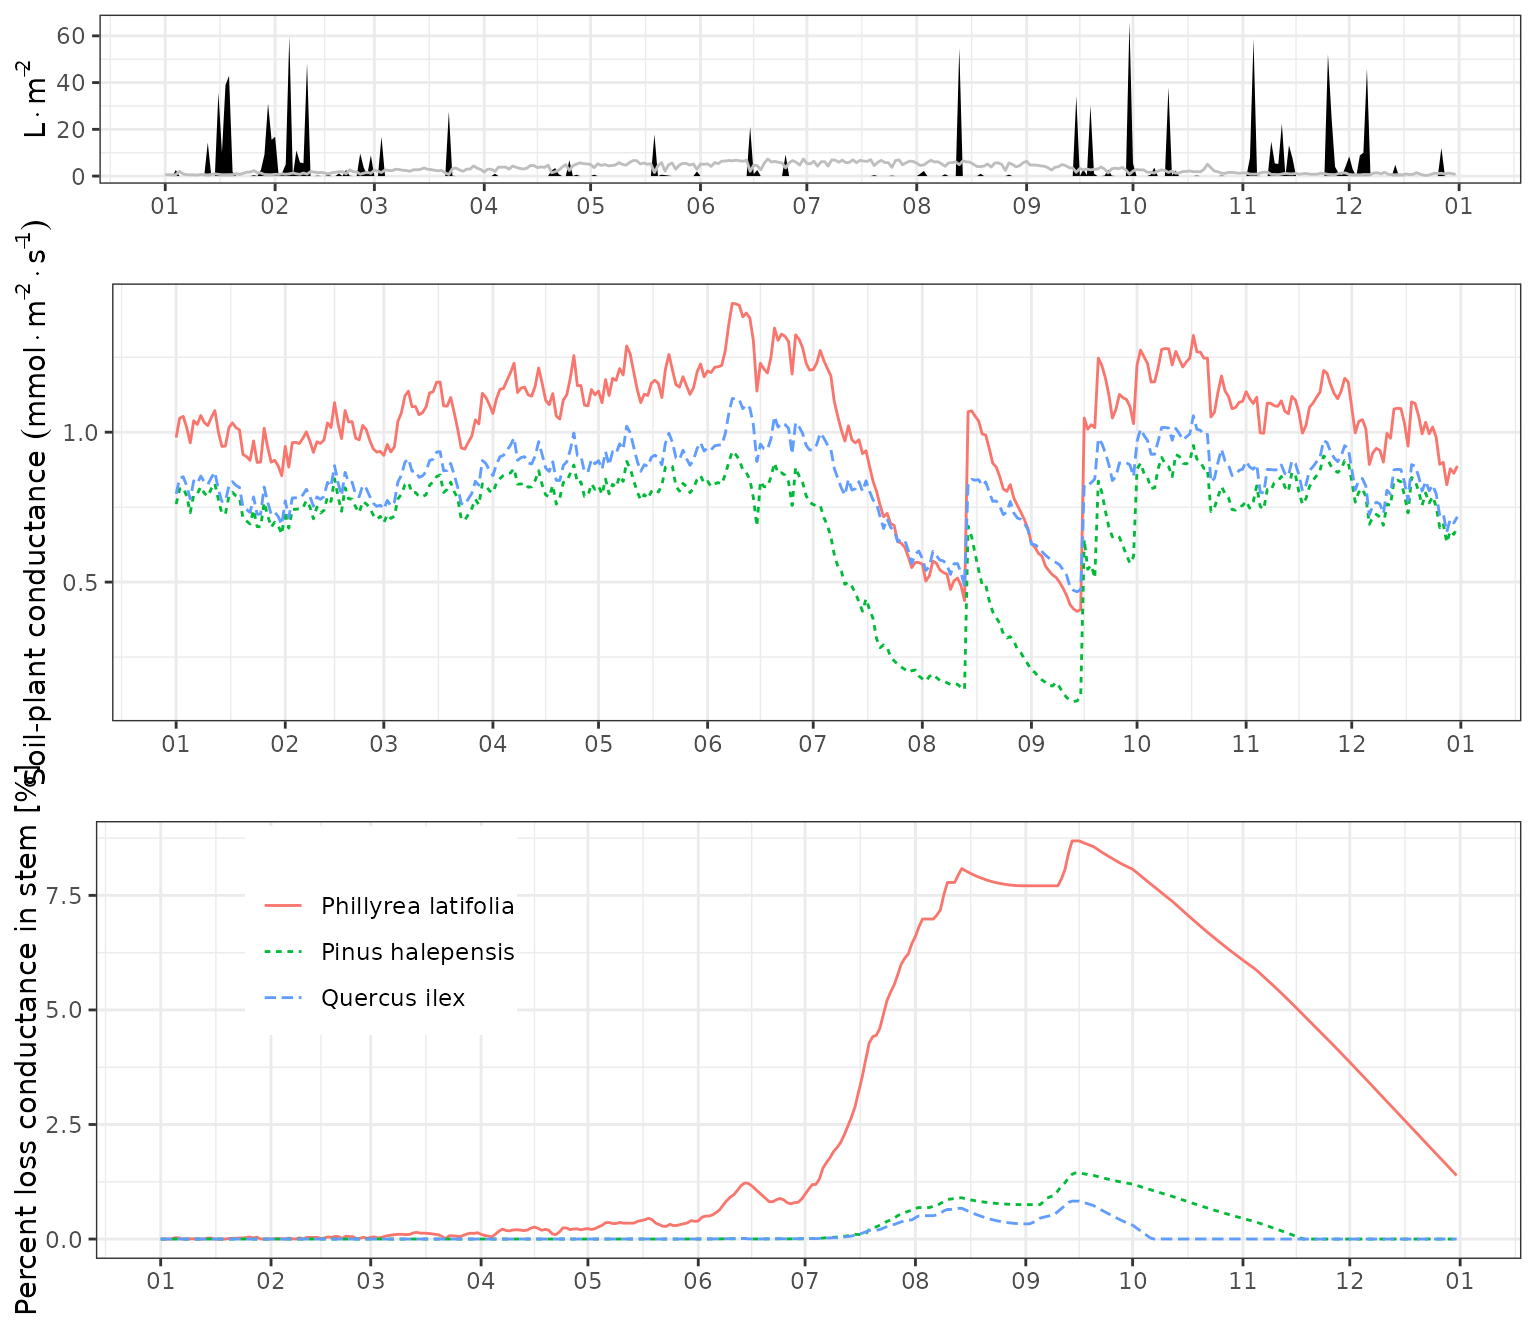 L·m⁻²
60
40
20
0
01 02 03 04 05 06 07 08 09 10 11 12 01
Soil-plant conductance (mmol·m⁻²·s⁻¹)
1.0
0.5
01 02 03 04 05 06 07 08 09 10 11 12 01
Percent loss conductance in stem [%]
7.5
5.0
2.5
0.0
Phillyrea latifolia
Pinus halepensis
Quercus ilex
01 02 03 04 05 06 07 08 09 10 11 12 01